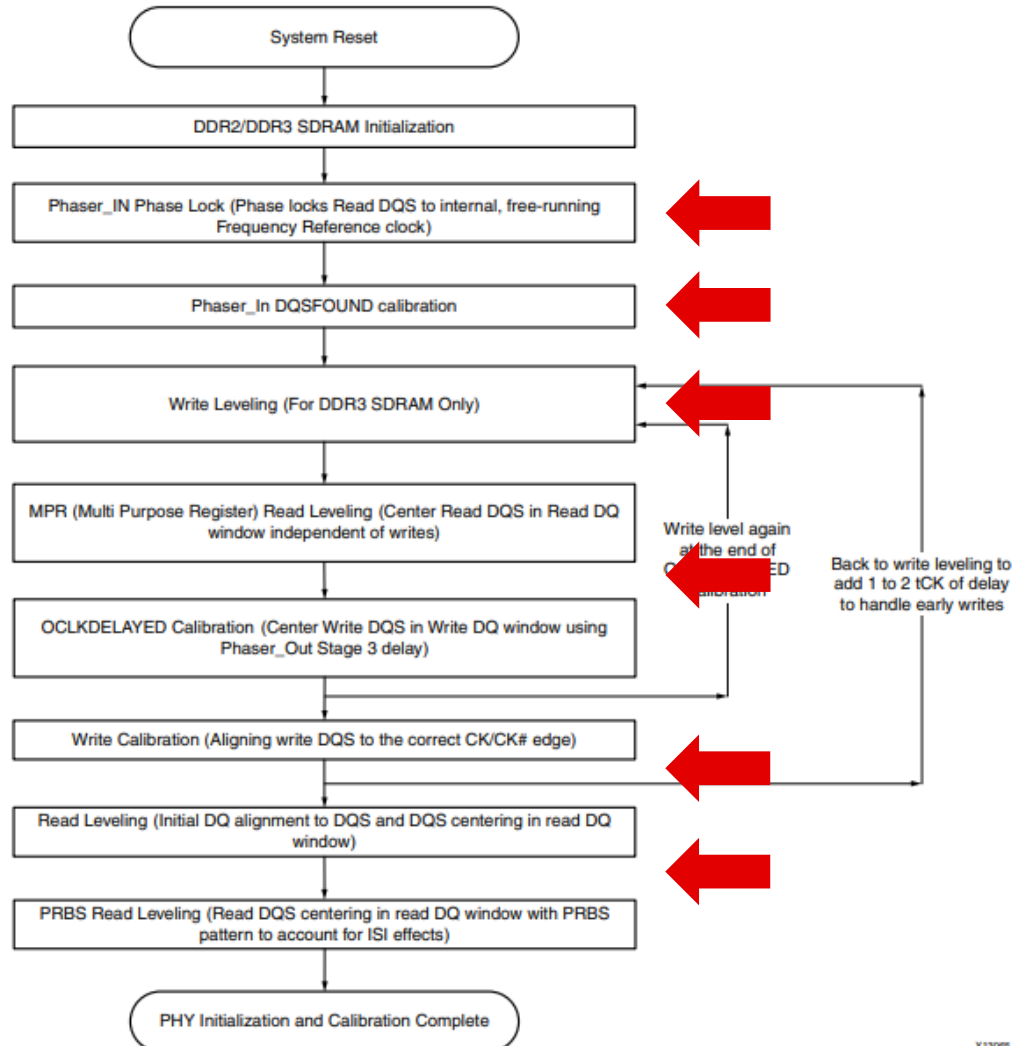 System Reset
DDR2/DDR3 SDRAM Initialization
Phaser_IN Phase Lock (Phase locks Read DQS to internal, free-running
Frequency Reference clock)
Phaser_In DQSFOUND calibration
Write Leveling (For DDR3 SDRAM Only)
MPR (Multi Purpose Register) Read Leveling (Center Read DQS in Read DQ
window independent of writes)
Write level again
at the end of
ED
Back to write leveling to
add 1 to 2 tCK of delay
to handle early writes
OCLKDELAYED Calibration (Center Write DQS in Write DQ window using
Phaser_Out Stage 3 delay)
Write Calibration (Aligning write DQS to the correct CK/CK# edge)
Read Leveling (Initial DQ alignment to DQS and DQS centering in read DQ
window)
PRBS Read Leveling (Read DQS centering in read DQ window with PRBS
pattern to account for ISI effects)
PHY Initialization and Calibration Complete